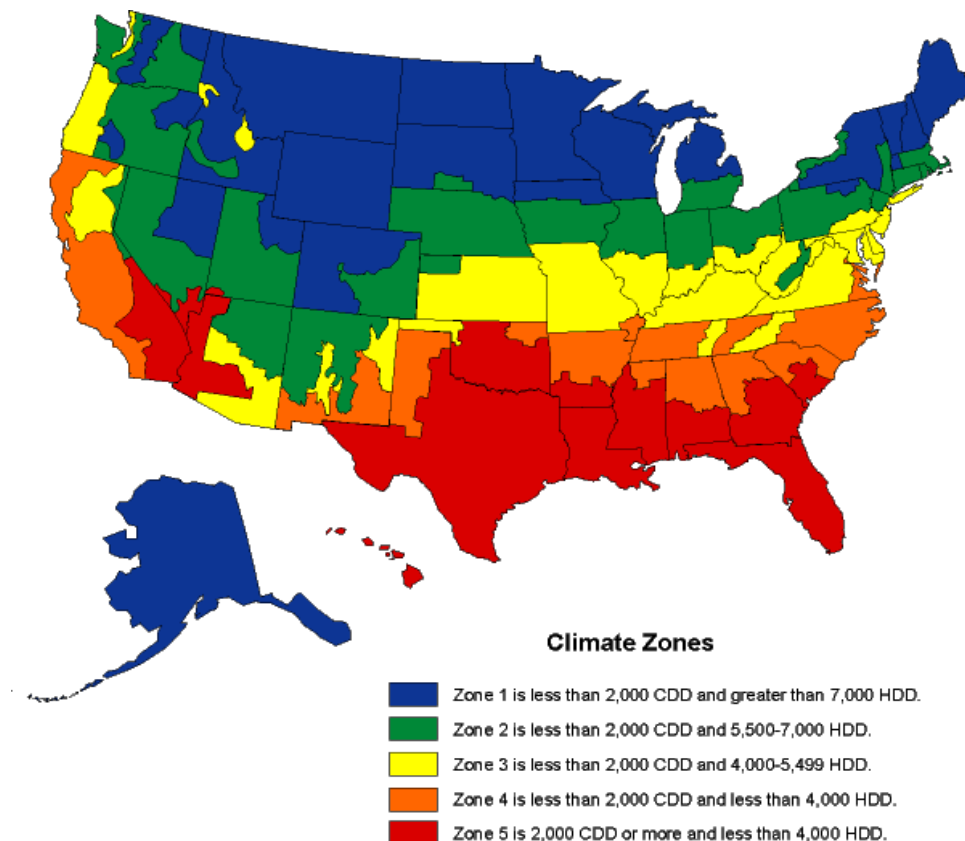 Climate Zones
Zone 1 is less than 2,000 CDD and greater than 7,000 HDD.
Zone 2 is less than 2,000 CDD and 5,500-7,000 HDD.
Zone 3 is less than 2,000 CDD and 4,000-5,499 HDD.
Zone 4 is less than 2,000 CDD and less than 4,000 HDD.
Zone 5 is 2,000 CDD or more and less than 4,000 HDD.